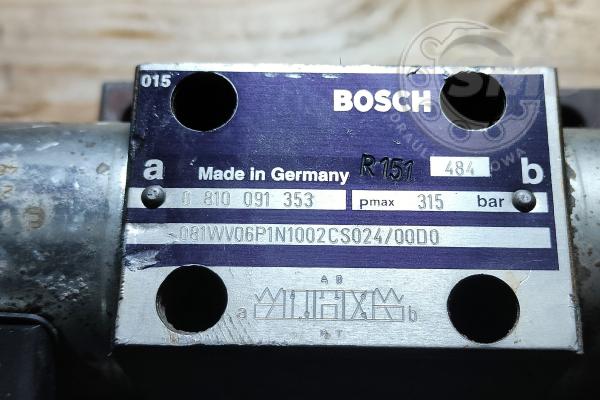 015
BOSCH
a Made in Germany R151 484 b
0 810 091 353 pmax 315 bar
081WV06P1N1002CS024/00D0
A B
a b
P T